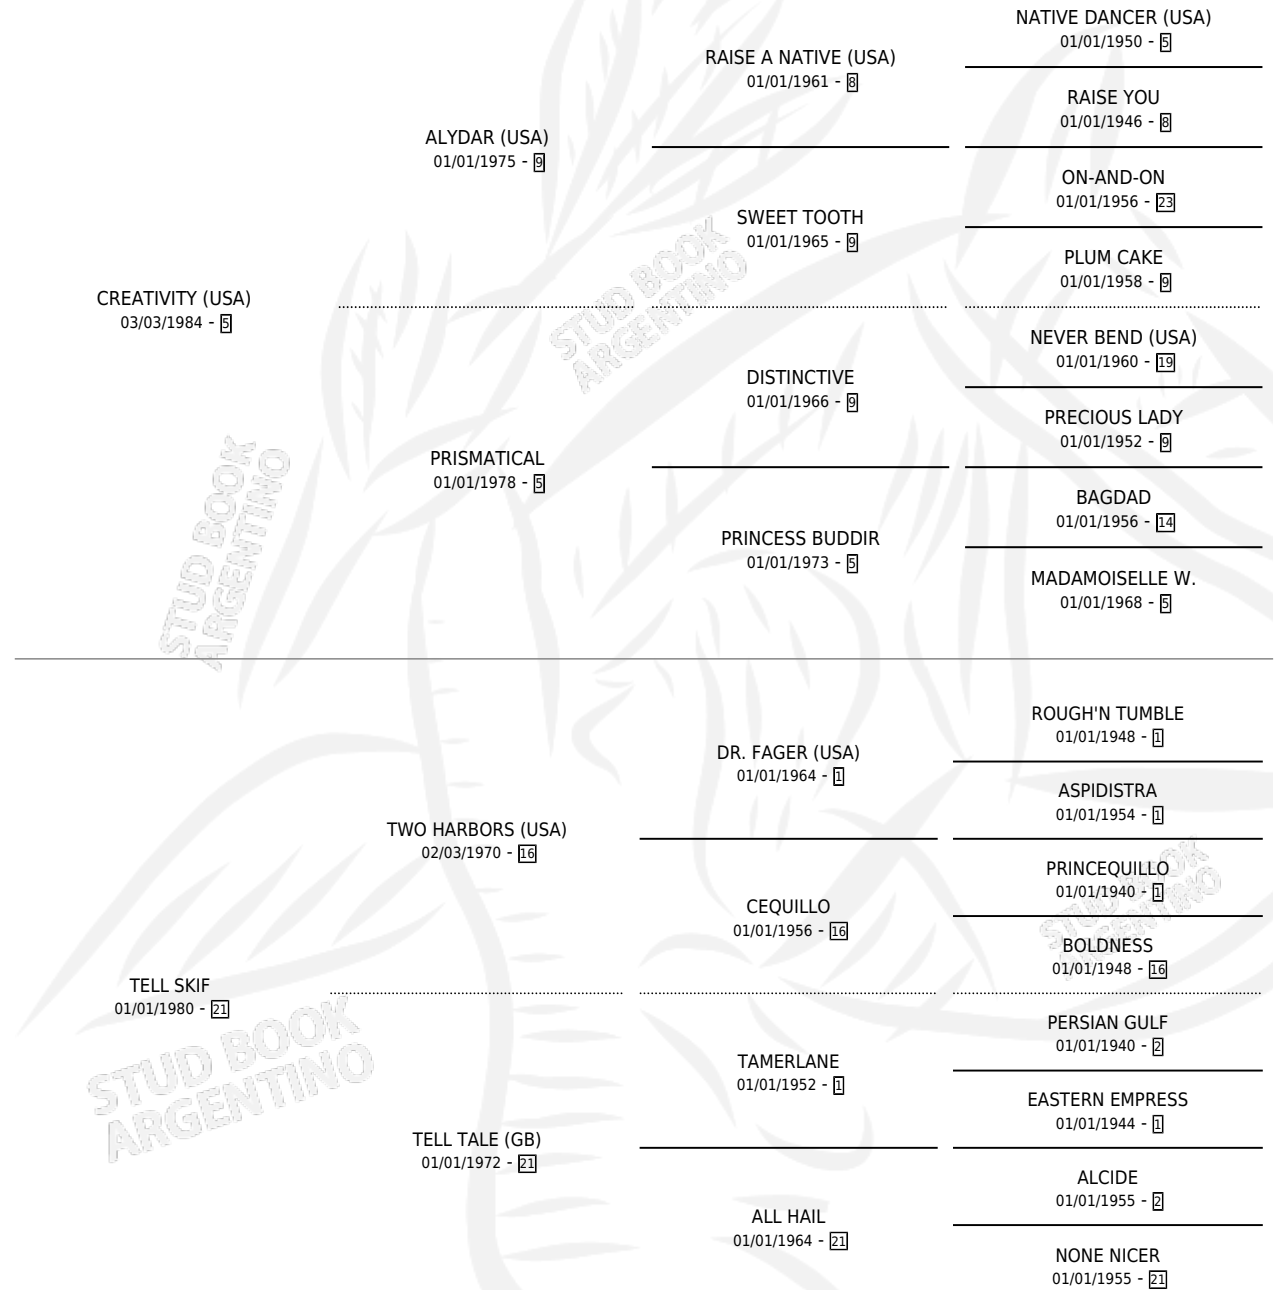 NATIVE DANCER (USA)
01/01/1950 - 5
RAISE A NATIVE (USA)
01/01/1961 - 8
RAISE YOU
01/01/1946 - 8
ALYDAR (USA)
01/01/1975 - 9
ON-AND-ON
01/01/1956 - 23
SWEET TOOTH
01/01/1965 - 9
PLUM CAKE
01/01/1958 - 9
CREATIVITY (USA)
03/03/1984 - 5
NEVER BEND (USA)
01/01/1960 - 19
DISTINCTIVE
01/01/1966 - 9
PRECIOUS LADY
01/01/1952 - 9
PRISMATICAL
01/01/1978 - 5
BAGDAD
01/01/1956 - 14
PRINCESS BUDDIR
01/01/1973 - 5
MADAMOISELLE W.
01/01/1968 - 5
ROUGH'N TUMBLE
01/01/1948 - 1
DR. FAGER (USA)
01/01/1964 - 1
ASPIDISTRA
01/01/1954 - 1
TWO HARBORS (USA)
02/03/1970 - 16
PRINCEQUILLO
01/01/1940 - 1
CEQUILLO
01/01/1956 - 16
BOLDNESS
01/01/1948 - 16
TELL SKIF
01/01/1980 - 21
PERSIAN GULF
01/01/1940 - 2
TAMERLANE
01/01/1952 - 1
EASTERN EMPRESS
01/01/1944 - 1
TELL TALE (GB)
01/01/1972 - 21
ALCIDE
01/01/1955 - 2
ALL HAIL
01/01/1964 - 21
NONE NICER
01/01/1955 - 21
STUD BOOK
ARGENTINO
STUD BOOK
ARGENTINO
STUD BOOK
ARGENTINO
STUD BOOK
ARGENTINO